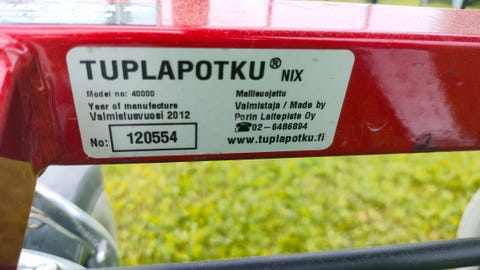 TUPLAPOTKU® NIX
Model no: 40000
Year of manufacture
Valmistusvuosi 2012
No: 120554
Mallisuojattu
Valmistaja / Made by
Porin Laitepiste Oy
☎02-6486894
www.tuplapotku.fi